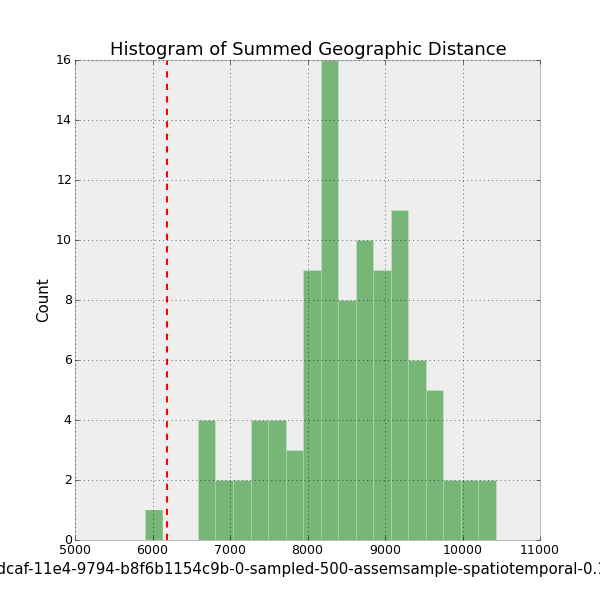 Histogram of Summed Geographic Distance
16
14
12
10
8
6
4
2
0
Count
5000 6000 7000 8000 9000 10000 11000
dcaf-11e4-9794-b8f6b1154c9b-0-sampled-500-assemsample-spatiotemporal-0.1